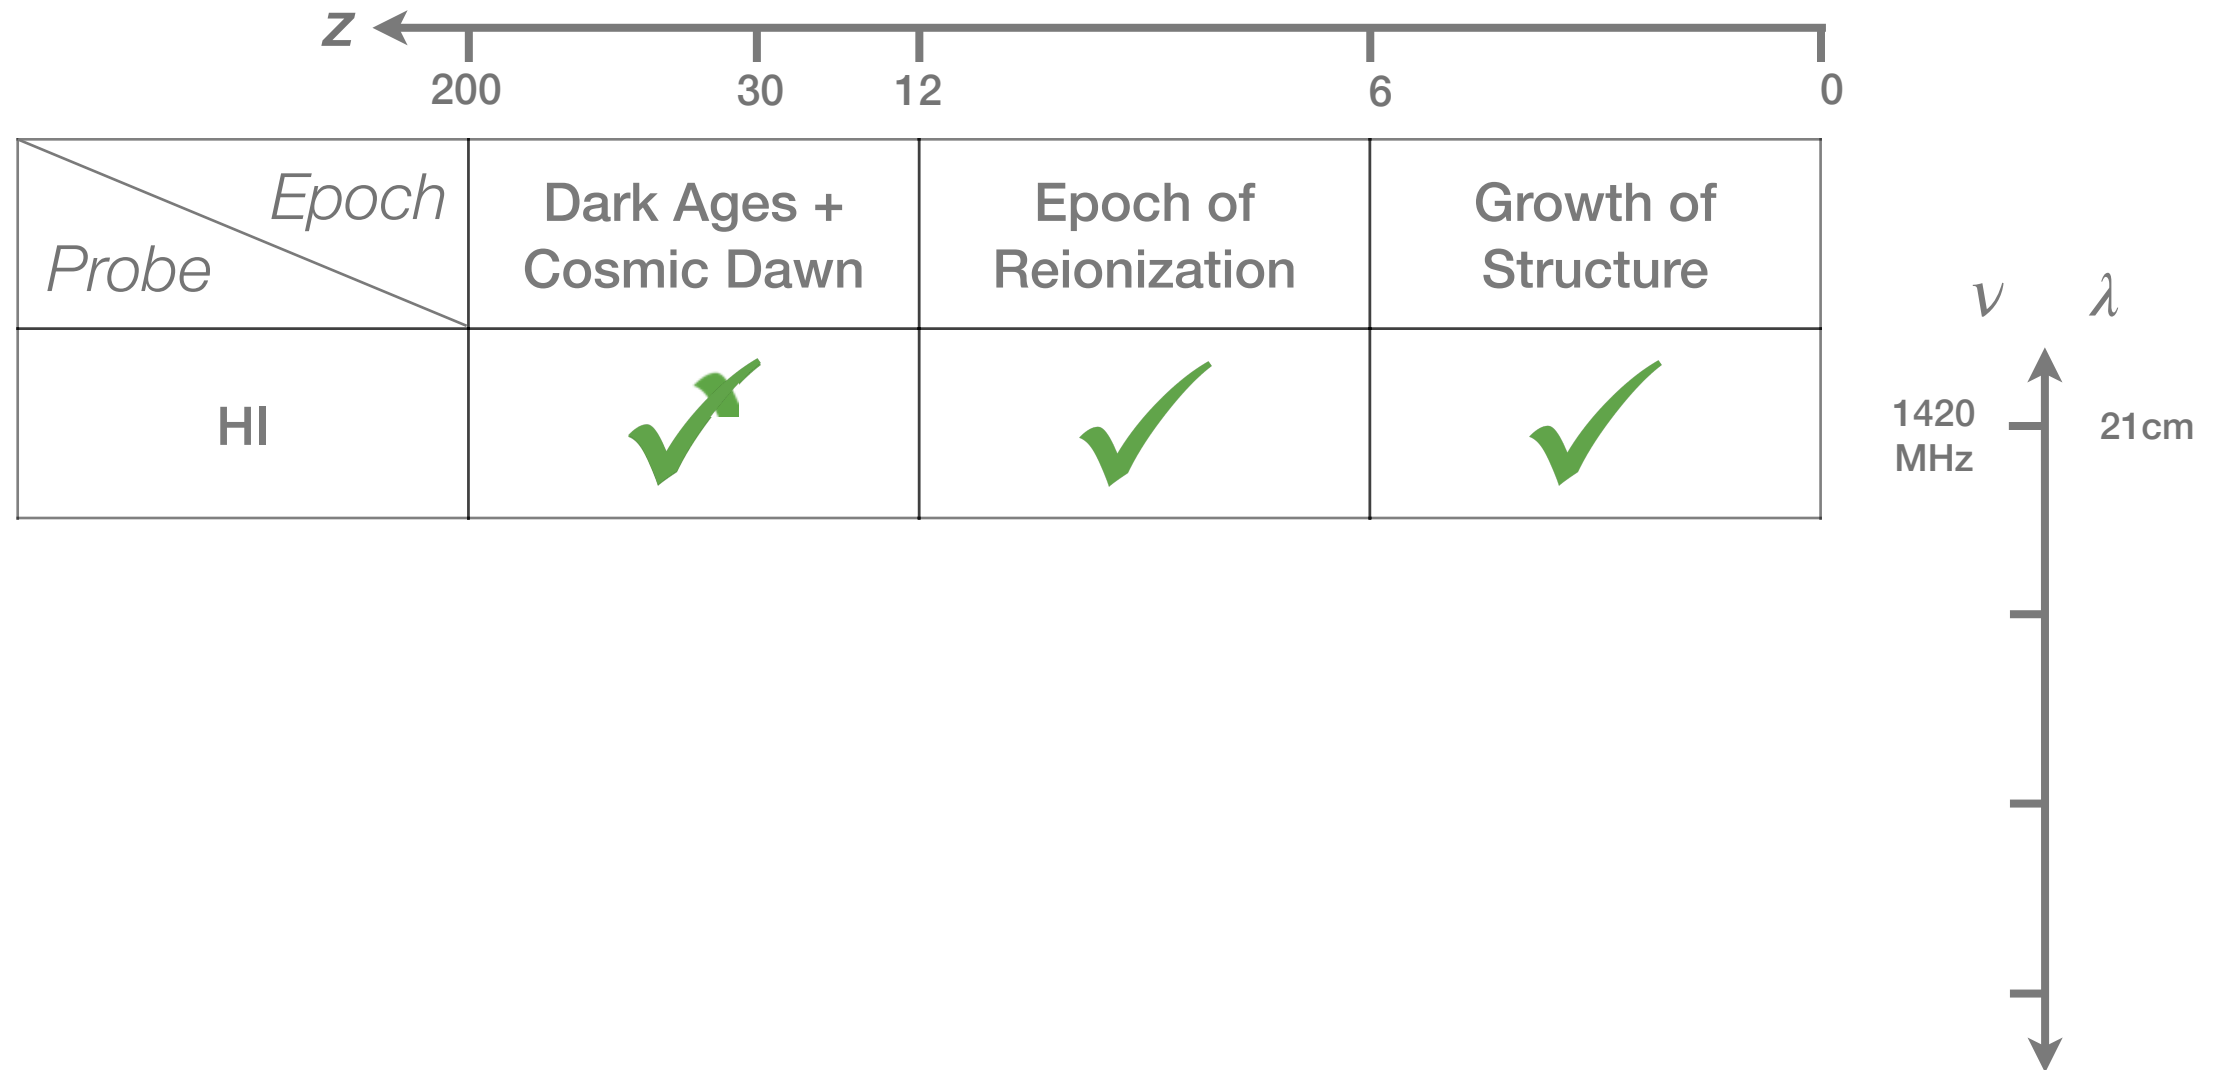 z
200 30 12 6 0
Epoch
Probe
Dark Ages +
Cosmic Dawn
Epoch of
Reionization
Growth of
Structure
ν λ
HI
1420
MHz
21cm